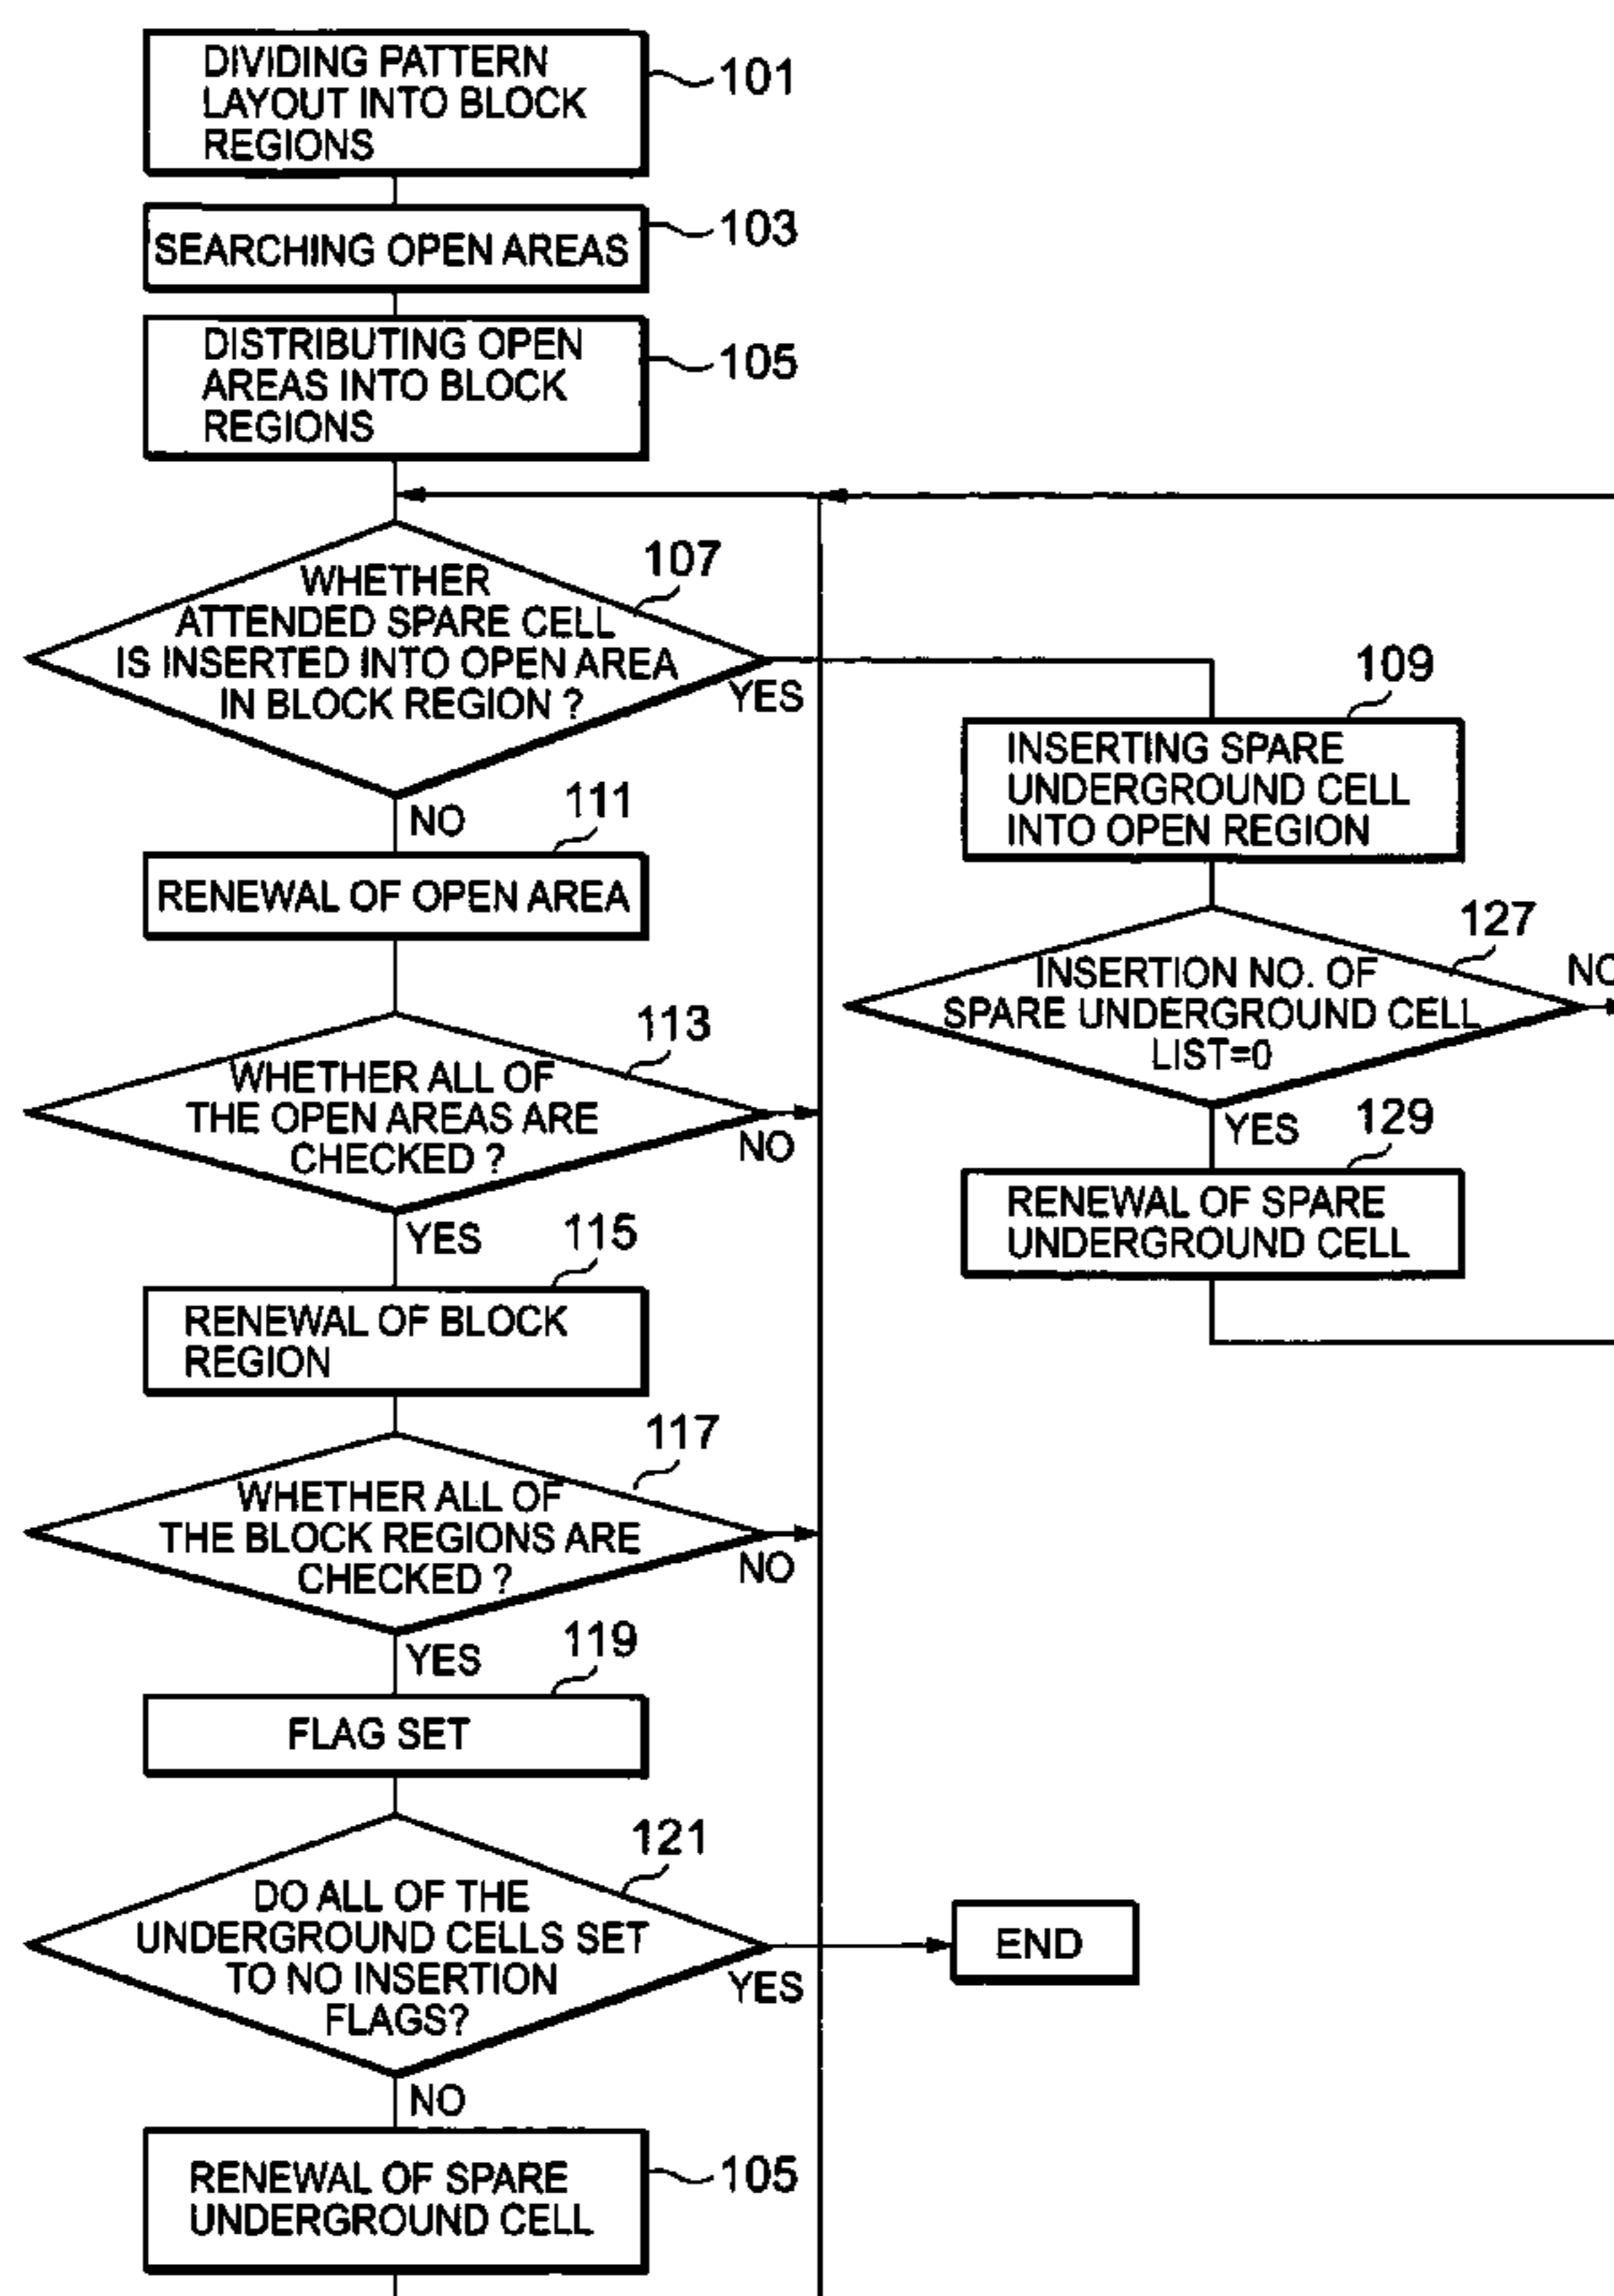 DIVIDING PATTERN
LAYOUT INTO BLOCK
REGIONS
101
SEARCHING OPEN AREAS
103
DISTRIBUTING OPEN
AREAS INTO BLOCK
REGIONS
105
WHETHER
ATTENDED SPARE CELL
IS INSERTED INTO OPEN AREA
IN BLOCK REGION ?
107
YES
NO
109
INSERTING SPARE
UNDERGROUND CELL
INTO OPEN REGION
111
RENEWAL OF OPEN AREA
127
INSERTION NO. OF
SPARE UNDERGROUND CELL
LIST=0
NO
YES
113
WHETHER ALL OF
THE OPEN AREAS ARE
CHECKED ?
NO
YES
129
RENEWAL OF SPARE
UNDERGROUND CELL
115
RENEWAL OF BLOCK
REGION
117
WHETHER ALL OF
THE BLOCK REGIONS ARE
CHECKED ?
NO
YES
119
FLAG SET
121
DO ALL OF THE
UNDERGROUND CELLS SET
TO NO INSERTION
FLAGS?
YES
END
NO
RENEWAL OF SPARE
UNDERGROUND CELL
105